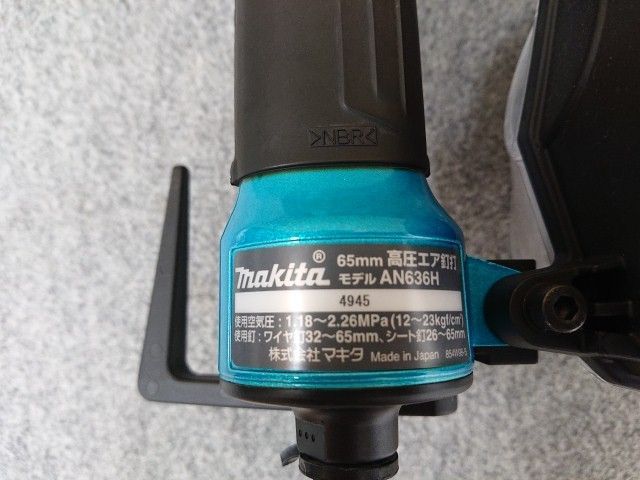 >NBR<
makita® 65mm 高圧エア釘打
モデル AN636H
4945
使用空気圧：1.18～2.26MPa(12～23kgf/cm²
使用釘：ワイヤ釘32～65mm、シート釘26～65mm
株式会社マキタ Made in Japan